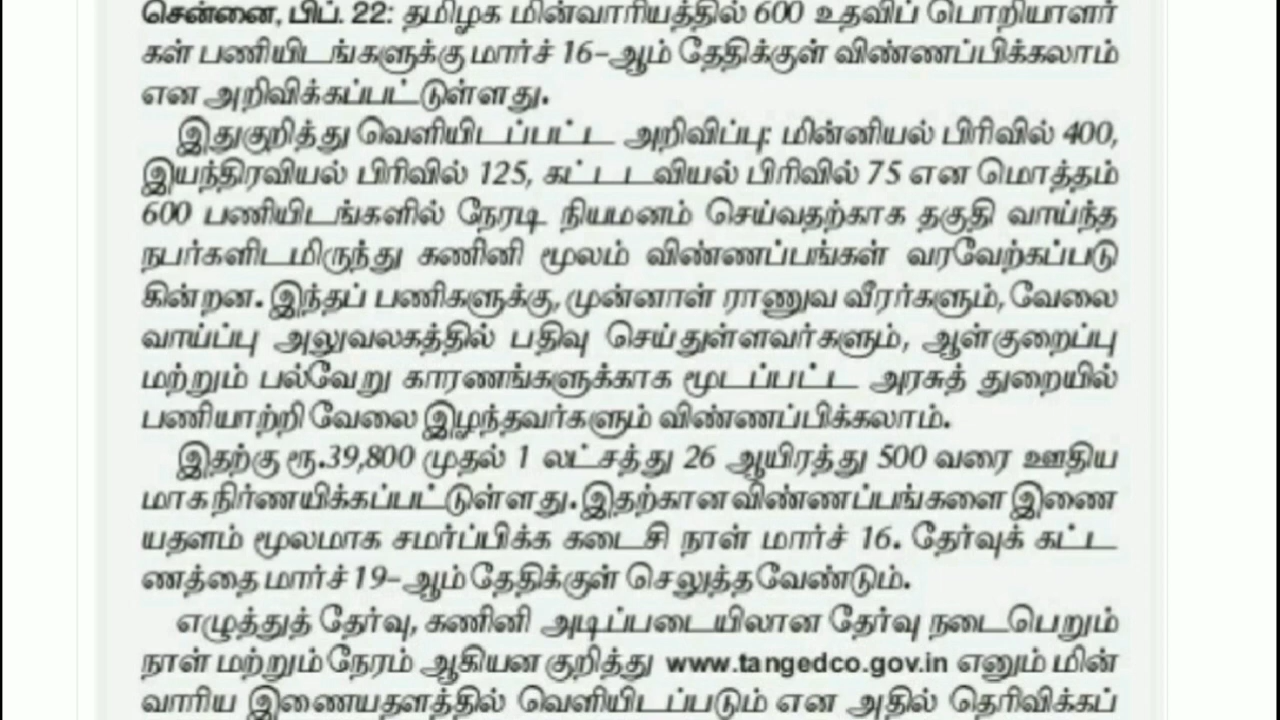 சென்னை, பிப். 22: தமிழக மின்வாரியத்தில் 600 உதவிப் பொறியாளர்
கள் பணியிடங்களுக்கு மார்ச் 16-ஆம் தேதிக்குள் விண்ணப்பிக்கலாம்
என அறிவிக்கப்பட்டுள்ளது.
இதுகுறித்து வெளியிடப்பட்ட அறிவிப்பு: மின்னியல் பிரிவில் 400,
இயந்திரவியல் பிரிவில் 125, கட்டடவியல் பிரிவில் 75 என மொத்தம்
600 பணியிடங்களில் நேரடி நியமனம் செய்வதற்காக தகுதி வாய்ந்த
நபர்களிடமிருந்து கணினி மூலம் விண்ணப்பங்கள் வரவேற்கப்படு
கின்றன. இந்தப் பணிகளுக்கு, முன்னாள் ராணுவ வீரர்களும், வேலை
வாய்ப்பு அலுவலகத்தில் பதிவு செய்துள்ளவர்களும், ஆள்குறைப்பு
மற்றும் பல்வேறு காரணங்களுக்காக மூடப்பட்ட அரசுத் துறையில்
பணியாற்றி வேலை இழந்தவர்களும் விண்ணப்பிக்கலாம்.
இதற்கு ரூ.39,800 முதல் 1 லட்சத்து 26 ஆயிரத்து 500 வரை ஊதிய
மாக நிர்ணயிக்கப்பட்டுள்ளது. இதற்கான விண்ணப்பங்களை இணை
யதளம் மூலமாக சமர்ப்பிக்க கடைசி நாள் மார்ச் 16. தேர்வுக் கட்ட
ணத்தை மார்ச் 19-ஆம் தேதிக்குள் செலுத்தவேண்டும்.
எழுத்துத் தேர்வு, கணினி அடிப்படையிலான தேர்வு நடைபெறும்
நாள் மற்றும் நேரம் ஆகியன குறித்து www.tangedco.gov.in எனும் மின்
வாரிய இணையதளத்தில் வெளியிடப்படும் என அதில் தெரிவிக்கப்